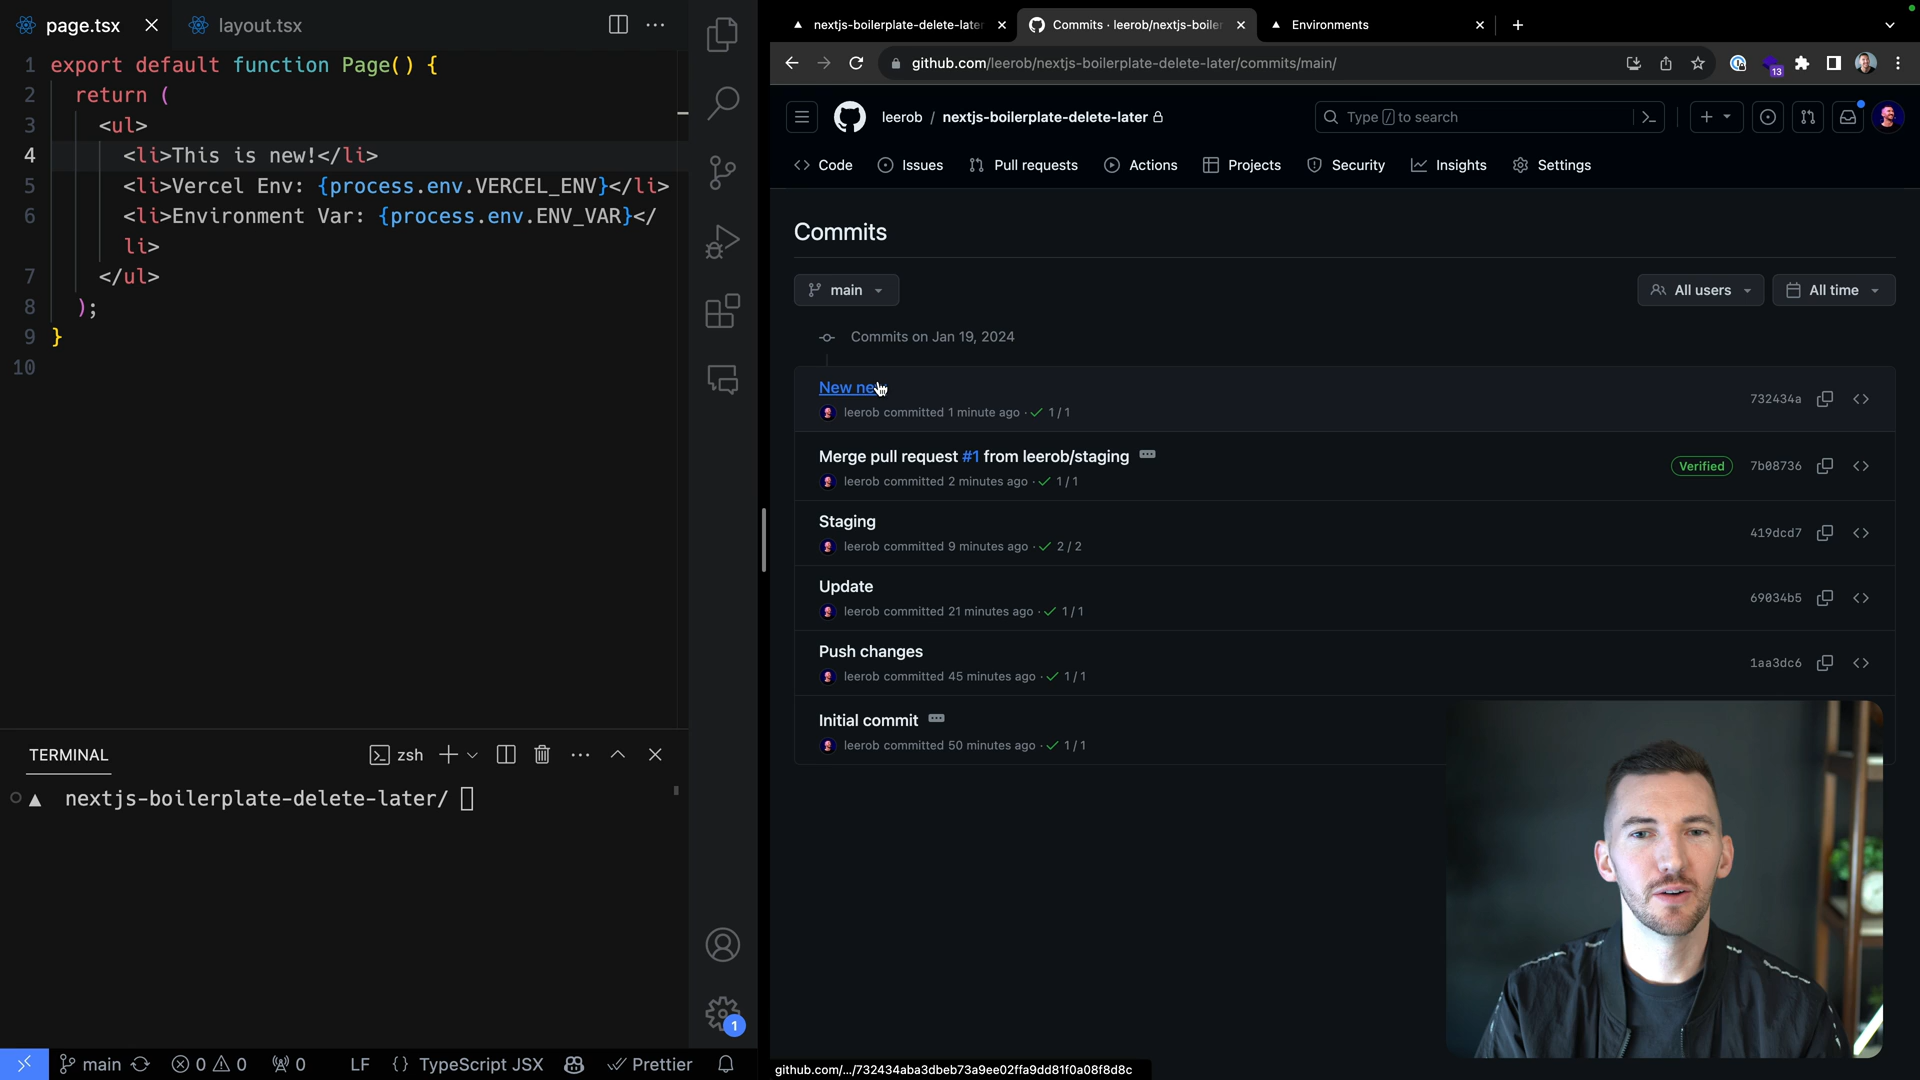 page.tsx
layout.tsx
1 export default function Page() {
2 return (
3 <ul>
4 <li>This is new!</li>
5 <li>Vercel Env: {process.env.VERCEL_ENV}</li>
6 <li>Environment Var: {process.env.ENV_VAR}</
li>
7 </ul>
8 );
9 }
10
TERMINAL
zsh
nextjs-boilerplate-delete-later/
1
main
0 0
0
LF
{} TypeScript JSX
Prettier
nextjs-boilerplate-delete-late
Commits · leerob/nextjs-boiler
Environments
github.com/leerob/nextjs-boilerplate-delete-later/commits/main/
13
leerob / nextjs-boilerplate-delete-later
Type / to search
Code
Issues
Pull requests
Actions
Projects
Security
Insights
Settings
Commits
main
All users
All time
Commits on Jan 19, 2024
New ne
leerob committed 1 minute ago · 1 / 1
732434a
Merge pull request #1 from leerob/staging
leerob committed 2 minutes ago · 1 / 1
Verified
7b08736
Staging
leerob committed 9 minutes ago · 2 / 2
419dcd7
Update
leerob committed 21 minutes ago · 1 / 1
69034b5
Push changes
leerob committed 45 minutes ago · 1 / 1
1aa3dc6
Initial commit
leerob committed 50 minutes ago · 1 / 1
github.com/.../732434aba3dbeb73a9ee02ffa9dd81f0a08f8d8c